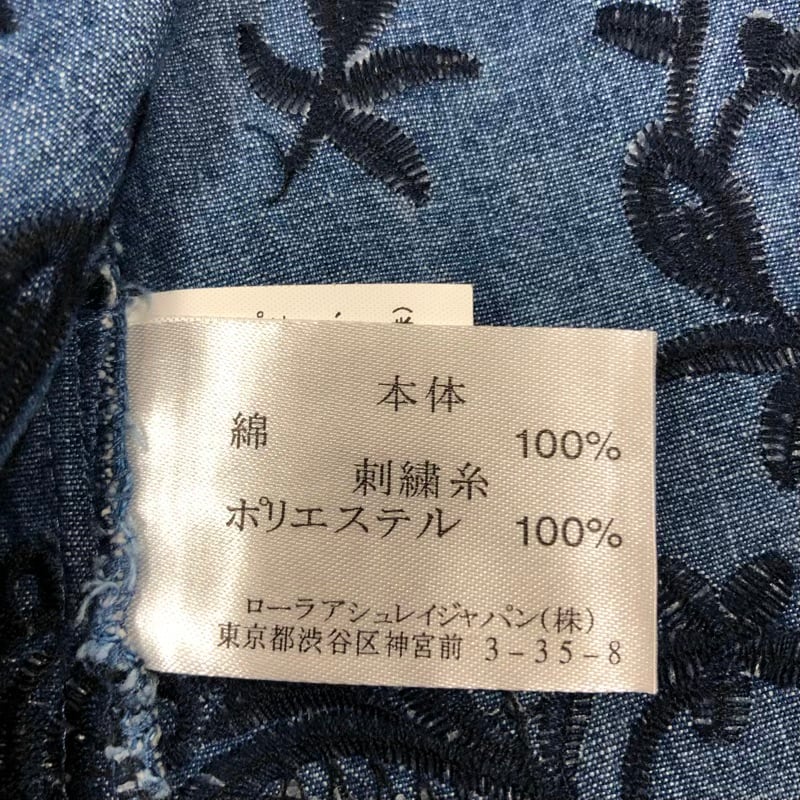 本体
綿 100%
刺繍糸
ポリエステル 100%
ローラアシュレイジャパン(株)
東京都渋谷区神宮前 3-35-8